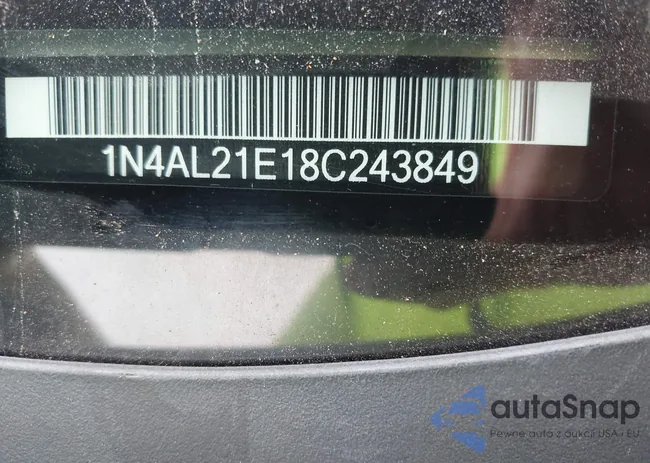 1N4AL21E18C243849
autaSnap
Pewne auta z aukcji USA i EU